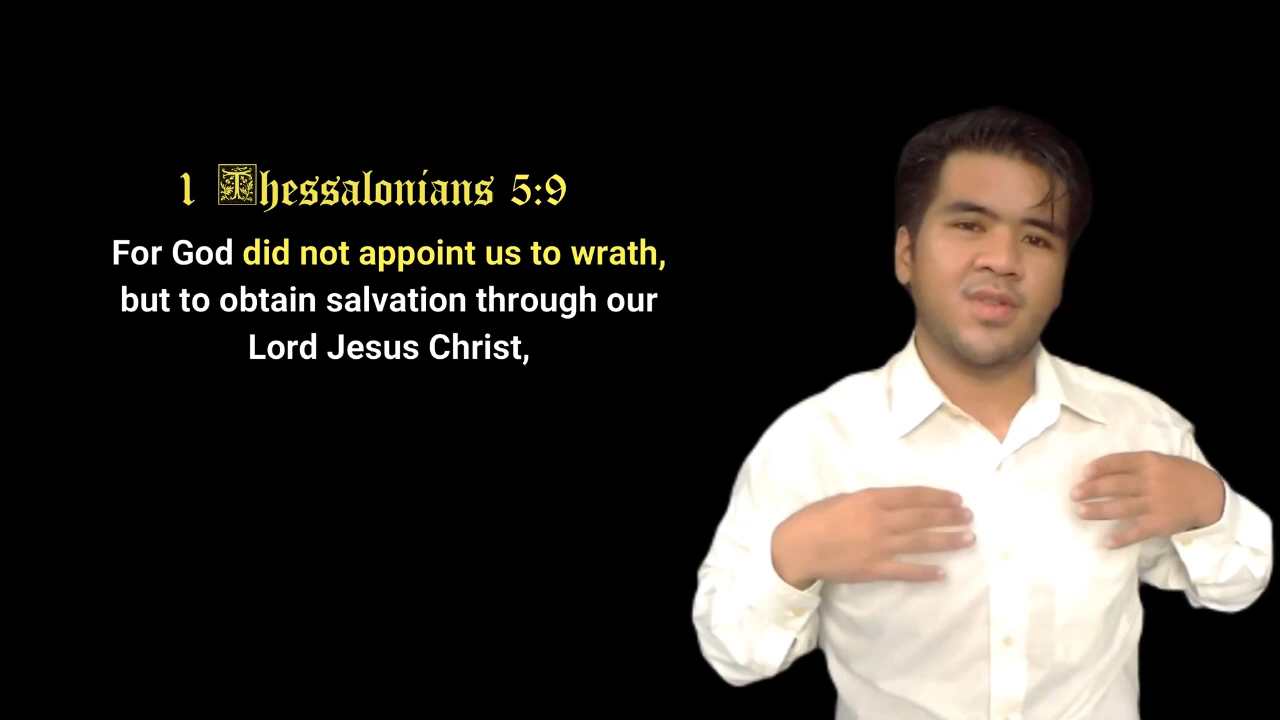 1 Thessalonians 5:9
For God did not appoint us to wrath,
but to obtain salvation through our
Lord Jesus Christ,